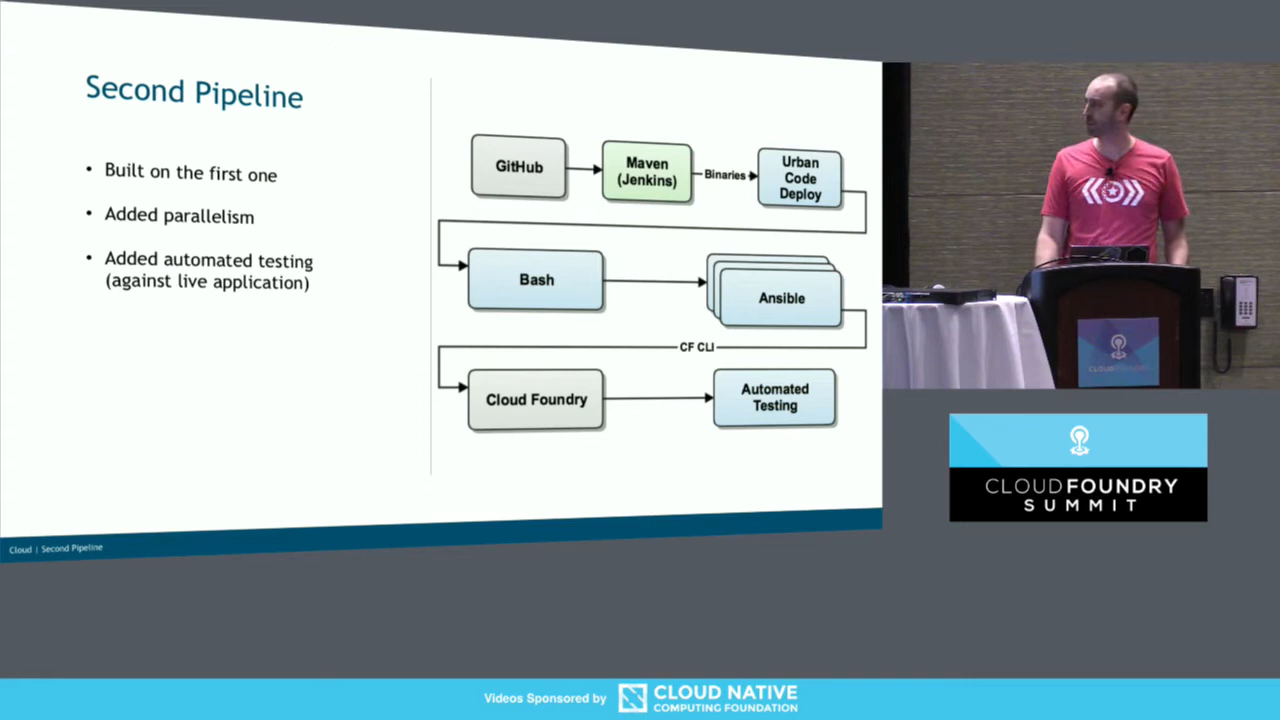 Second Pipeline
• Built on the first one
• Added parallelism
• Added automated testing
(against live application)
GitHub
Maven
(Jenkins)
Binaries
Urban
Code
Deploy
Bash
Ansible
CF CLI
Cloud Foundry
Automated
Testing
Cloud | Second Pipeline
CLOUD FOUNDRY
CLOUDFOUNDRY
SUMMIT
Videos Sponsored by
CLOUD NATIVE
COMPUTING FOUNDATION